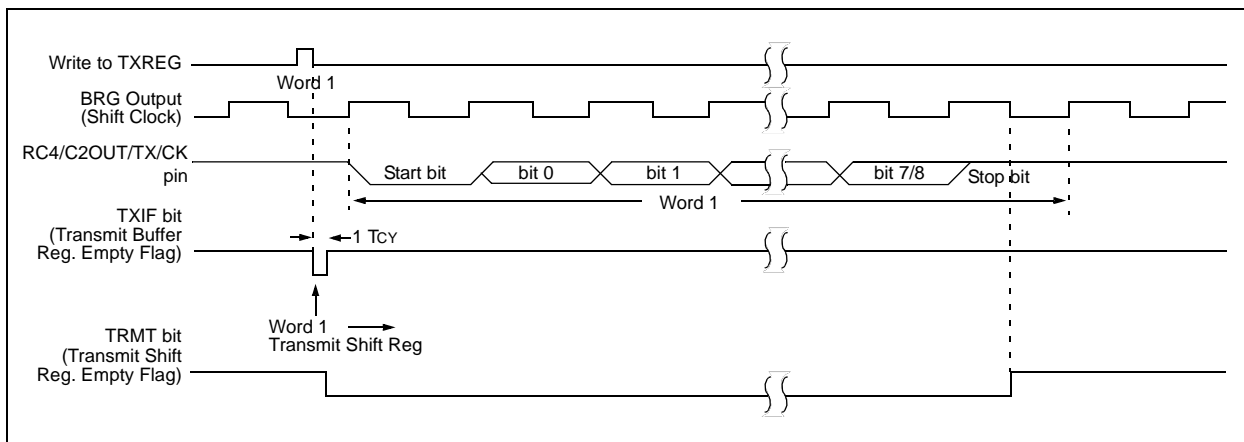 Write to TXREG
Word 1
BRG Output
(Shift Clock)
RC4/C2OUT/TX/CK
pin
Start bit
bit 0
bit 1
bit 7/8
Stop bit
Word 1
TXIF bit
(Transmit Buffer
Reg. Empty Flag)
1 TCY
Word 1
Transmit Shift Reg
TRMT bit
(Transmit Shift
Reg. Empty Flag)